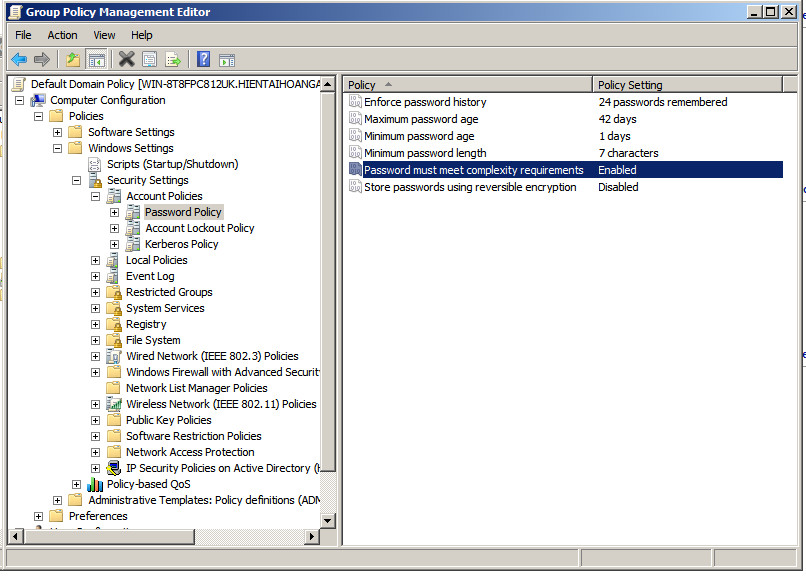 Group Policy Management Editor
File Action View Help
Default Domain Policy [WIN-8T8FPC812UK.HIENTAIHOANGA
Computer Configuration
Policies
Software Settings
Windows Settings
Scripts (Startup/Shutdown)
Security Settings
Account Policies
Password Policy
Account Lockout Policy
Kerberos Policy
Local Policies
Event Log
Restricted Groups
System Services
Registry
File System
Wired Network (IEEE 802.3) Policies
Windows Firewall with Advanced Securit
Network List Manager Policies
Wireless Network (IEEE 802.11) Policies
Public Key Policies
Software Restriction Policies
Network Access Protection
IP Security Policies on Active Directory (
Policy-based QoS
Administrative Templates: Policy definitions (ADM
Preferences
Policy Policy Setting
Enforce password history 24 passwords remembered
Maximum password age 42 days
Minimum password age 1 days
Minimum password length 7 characters
Password must meet complexity requirements Enabled
Store passwords using reversible encryption Disabled